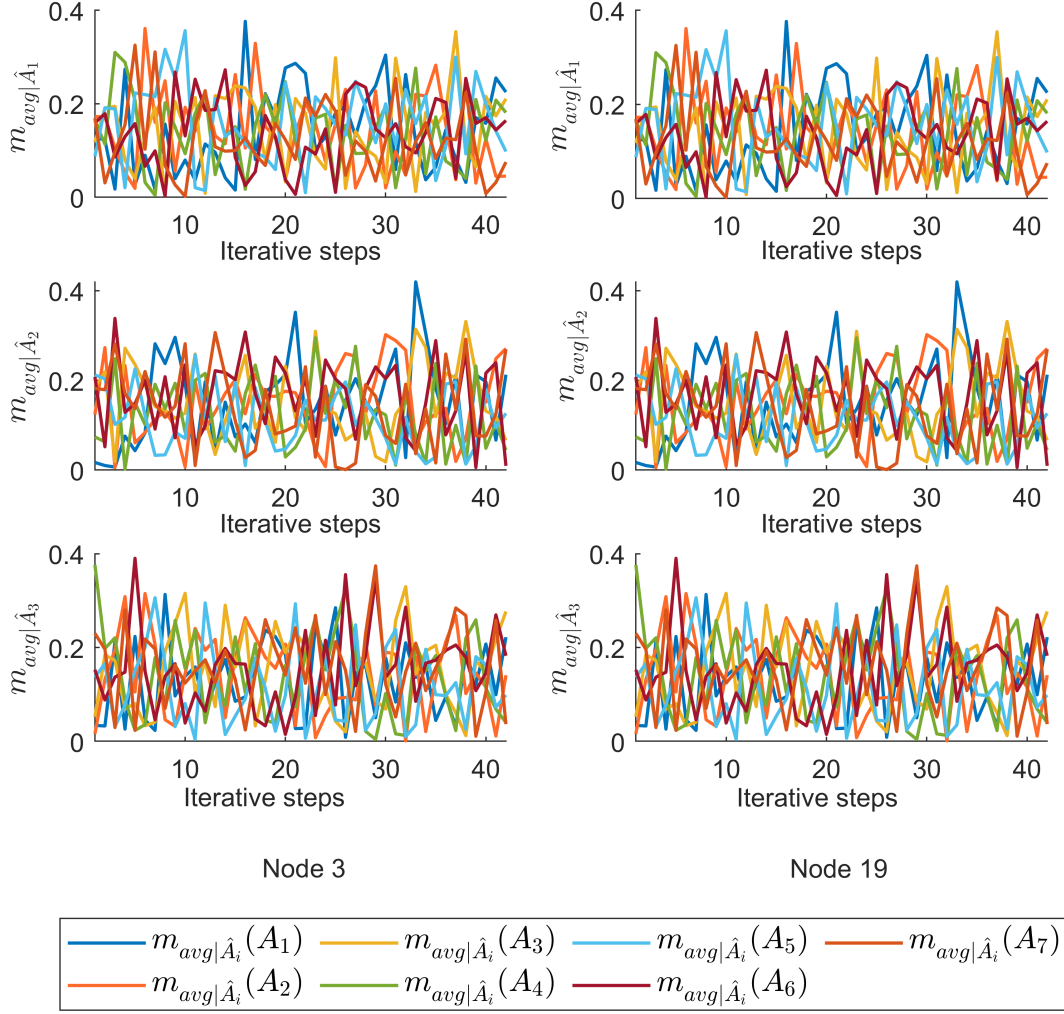 0.4 0.2 0 m_{avg|Â_1} 10 20 30 40 Iterative steps
0.4 0.2 0 m_{avg|Â_1} 10 20 30 40 Iterative steps
0.4 0.2 0 m_{avg|Â_2} 10 20 30 40 Iterative steps
0.4 0.2 0 m_{avg|Â_2} 10 20 30 40 Iterative steps
0.4 0.2 0 m_{avg|Â_3} 10 20 30 40 Iterative steps
0.4 0.2 0 m_{avg|Â_3} 10 20 30 40 Iterative steps
Node 3 Node 19
m_{avg|Â_i}(A_1) m_{avg|Â_i}(A_3) m_{avg|Â_i}(A_5) m_{avg|Â_i}(A_7)
m_{avg|Â_i}(A_2) m_{avg|Â_i}(A_4) m_{avg|Â_i}(A_6)